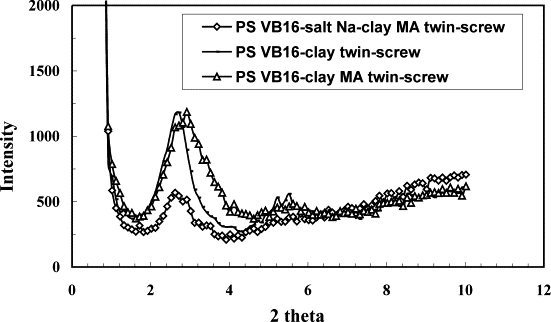 2000
PS VB16-salt Na-clay MA twin-screw
PS VB16-clay twin-screw
PS VB16-clay MA twin-screw
1500
1000
500
0
Intensity
0 2 4 6 8 10 12
2 theta